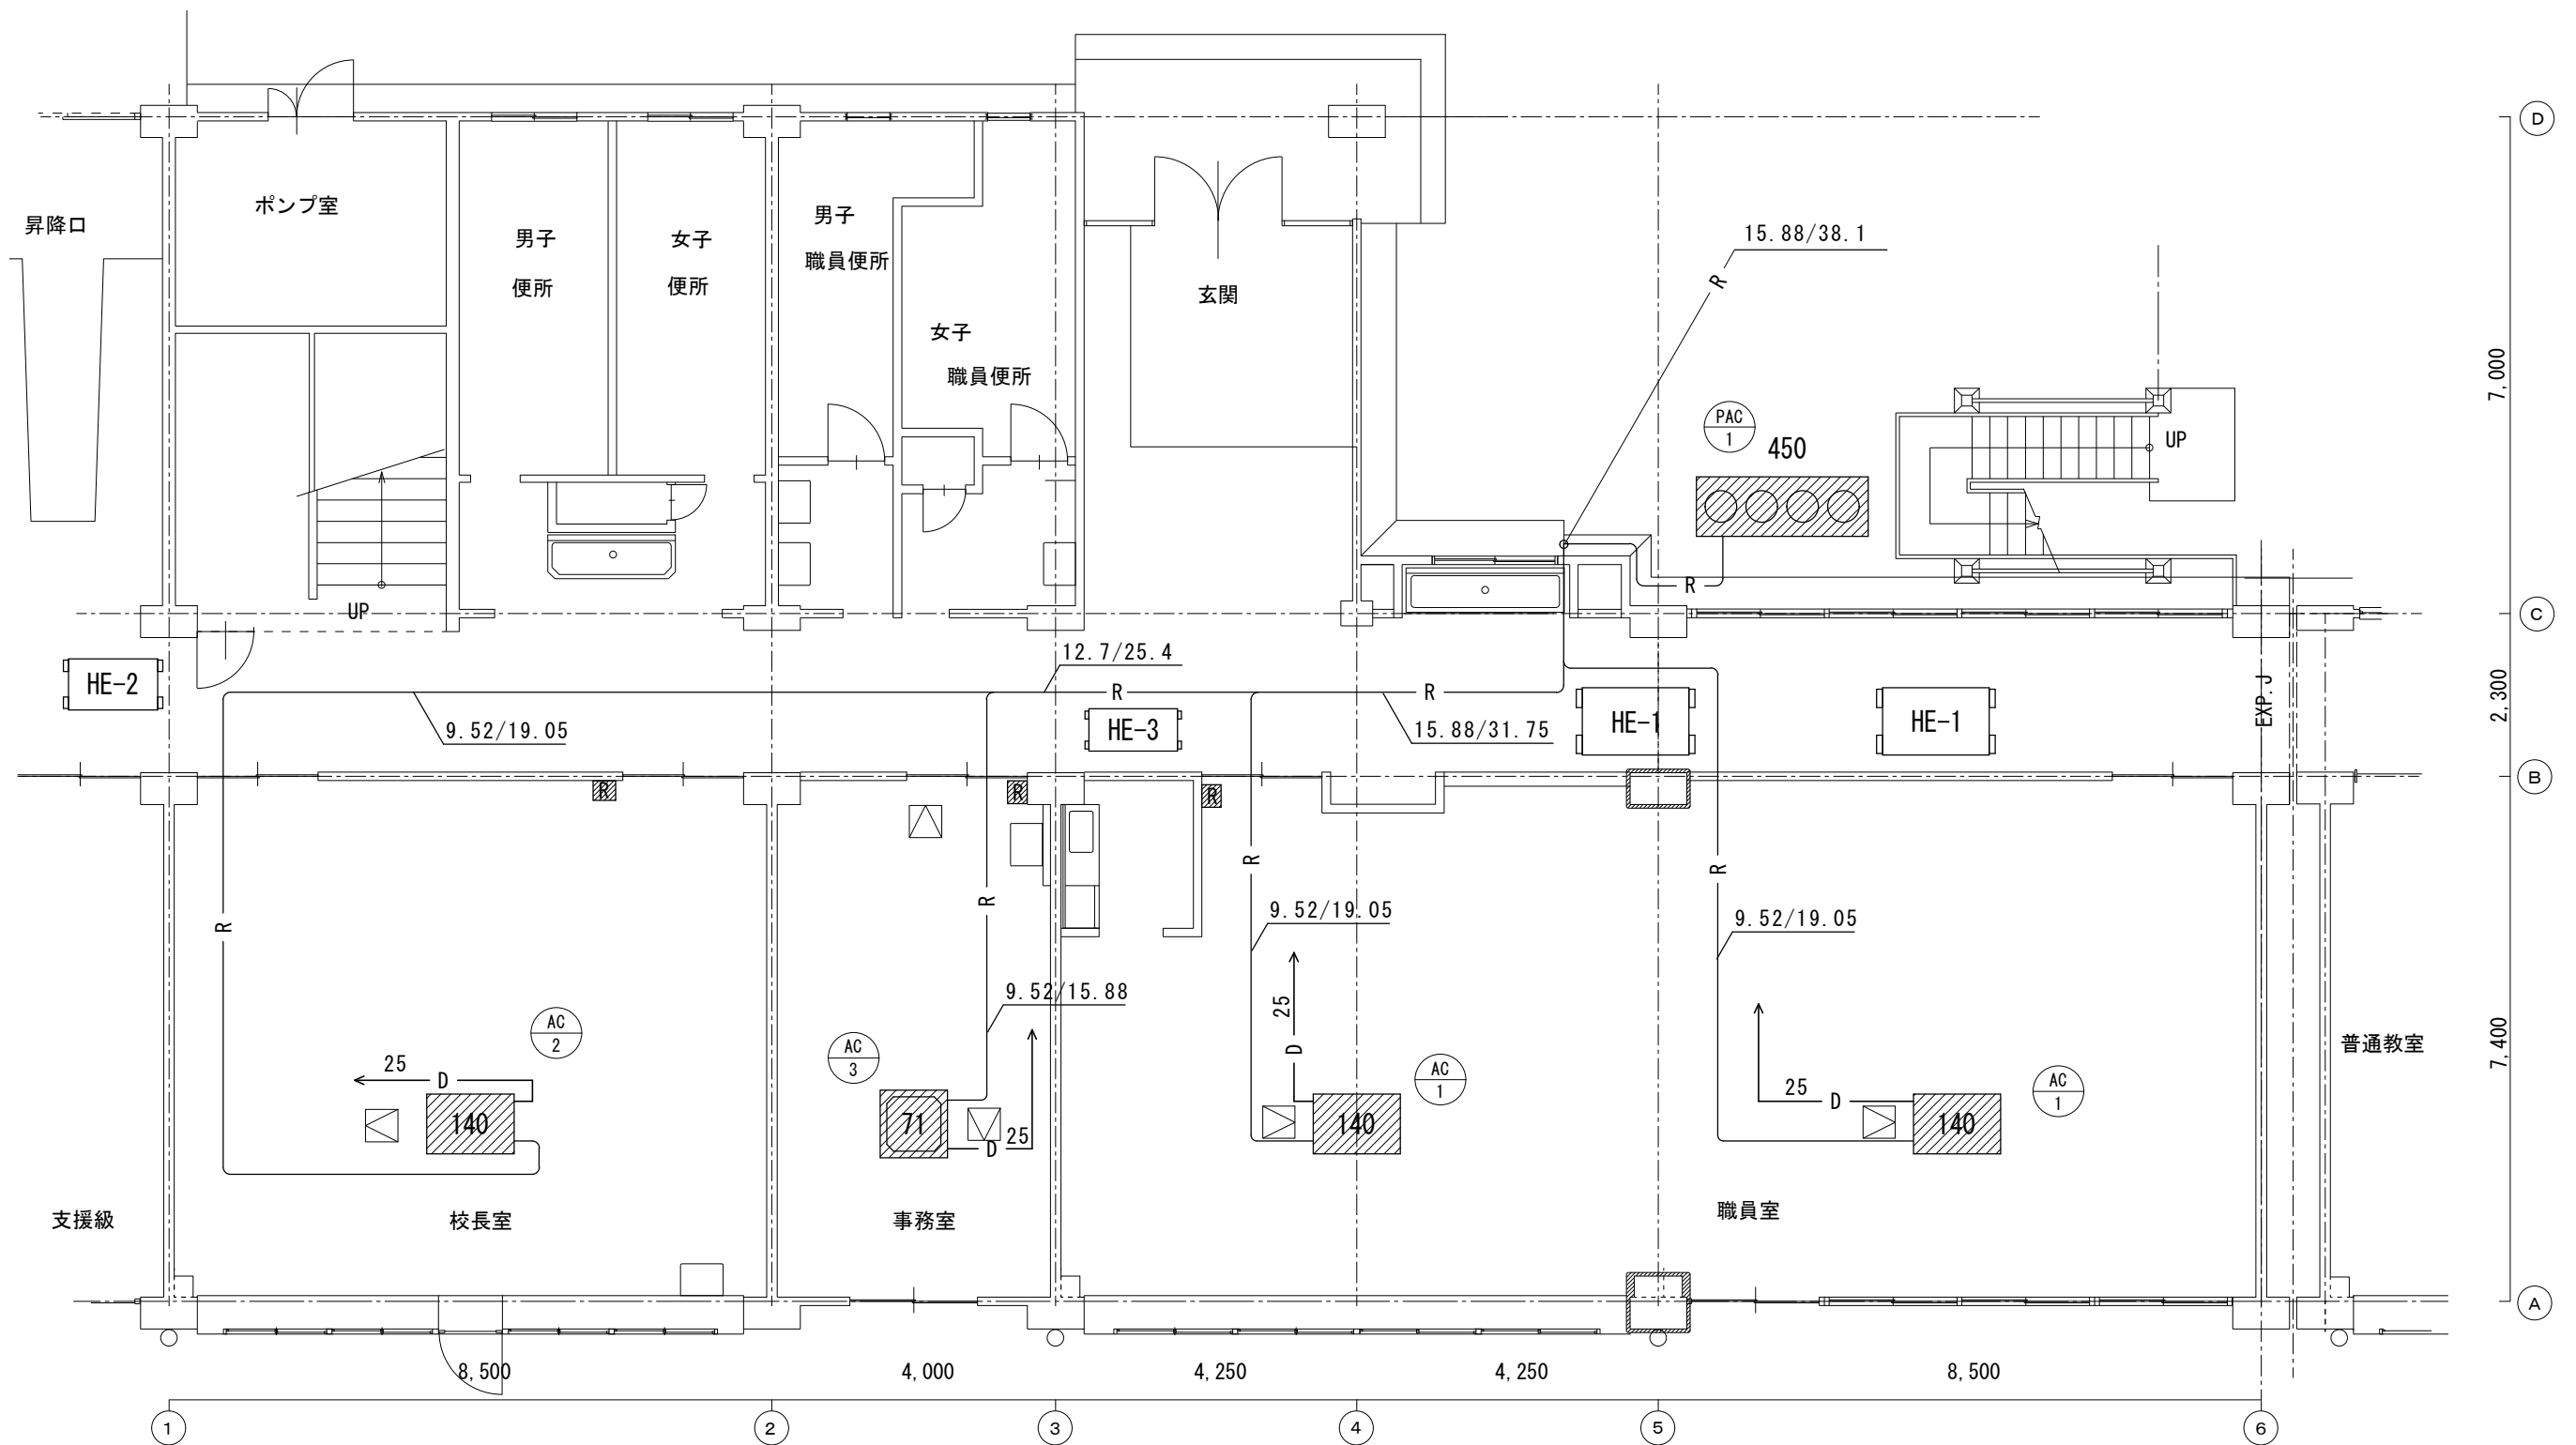 D
ポンプ室
昇降口
男子
職員便所
男子
便所
女子
便所
15.88/38.1
R
玄関
女子
職員便所
7,000
PAC
1
450
UP
R
UP
C
12.7/25.4
HE-2
R
R
9.52/19.05
HE-3
15.88/31.75
HE-1
HE-1
EXP.J
2,300
B
R
R
R
R
R
R
R
9.52/19.05
9.52/19.05
9.52/15.88
25
D
AC
2
AC
3
AC
1
AC
1
普通教室
7,400
25
D
140
71
D
25
140
25
D
140
支援級
校長室
事務室
職員室
A
8,500
4,000
4,250
4,250
8,500
1
2
3
4
5
6